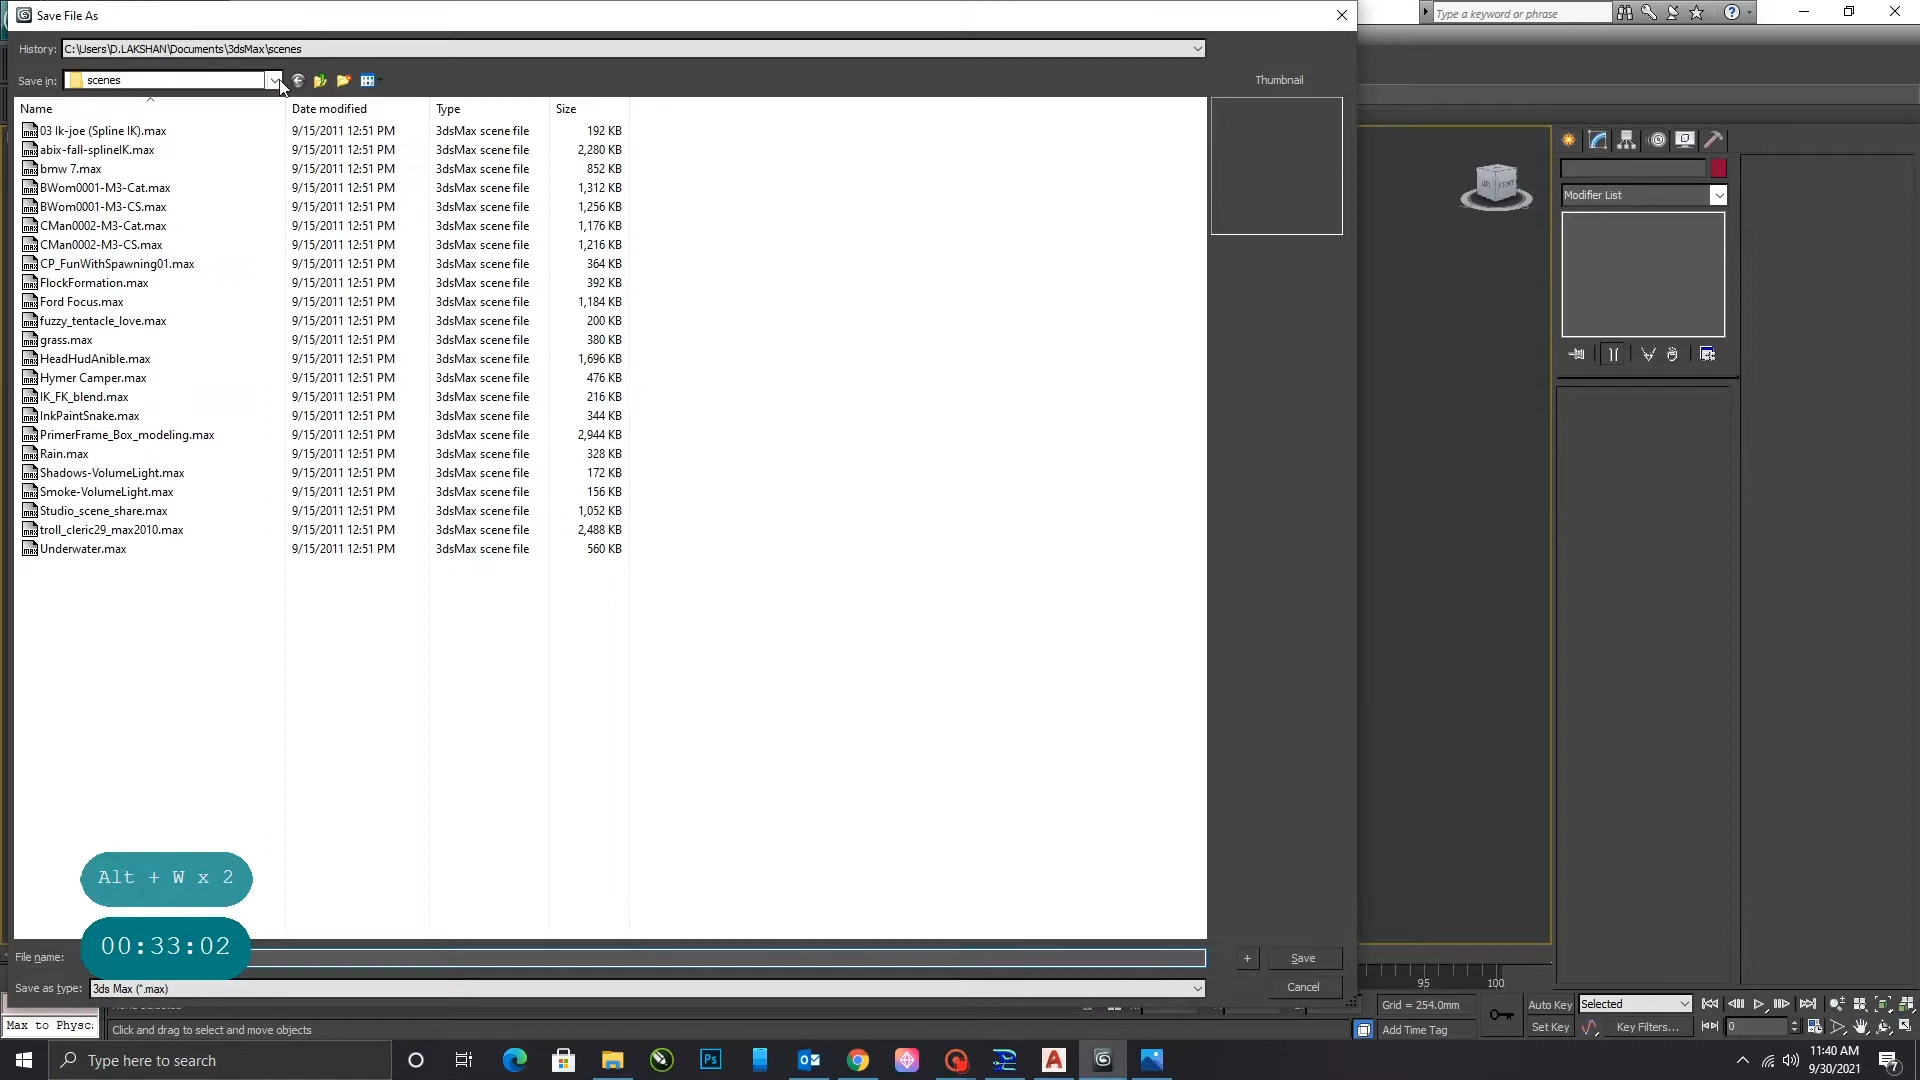 Save File As
Type a keyword or phrase
History: C:\Users\D.LAKSHAN\Documents\3dsMax\scenes
Save in: scenes
Thumbnail
Name Date modified Type Size
03 Ik-joe (Spline IK).max 9/15/2011 12:51 PM 3dsMax scene file 192 KB
abix-fall-splineIK.max 9/15/2011 12:51 PM 3dsMax scene file 2,280 KB
bmw 7.max 9/15/2011 12:51 PM 3dsMax scene file 852 KB
BWom0001-M3-Cat.max 9/15/2011 12:51 PM 3dsMax scene file 1,312 KB
BWom0001-M3-CS.max 9/15/2011 12:51 PM 3dsMax scene file 1,256 KB
CMan0002-M3-Cat.max 9/15/2011 12:51 PM 3dsMax scene file 1,176 KB
CMan0002-M3-CS.max 9/15/2011 12:51 PM 3dsMax scene file 1,216 KB
CP_FunWithSpawning01.max 9/15/2011 12:51 PM 3dsMax scene file 364 KB
FlockFormation.max 9/15/2011 12:51 PM 3dsMax scene file 392 KB
Ford Focus.max 9/15/2011 12:51 PM 3dsMax scene file 1,184 KB
fuzzy_tentacle_love.max 9/15/2011 12:51 PM 3dsMax scene file 200 KB
grass.max 9/15/2011 12:51 PM 3dsMax scene file 380 KB
HeadHudAnible.max 9/15/2011 12:51 PM 3dsMax scene file 1,696 KB
Hymer Camper.max 9/15/2011 12:51 PM 3dsMax scene file 476 KB
IK_FK_blend.max 9/15/2011 12:51 PM 3dsMax scene file 216 KB
InkPaintSnake.max 9/15/2011 12:51 PM 3dsMax scene file 344 KB
PrimerFrame_Box_modeling.max 9/15/2011 12:51 PM 3dsMax scene file 2,944 KB
Rain.max 9/15/2011 12:51 PM 3dsMax scene file 328 KB
Shadows-VolumeLight.max 9/15/2011 12:51 PM 3dsMax scene file 172 KB
Smoke-VolumeLight.max 9/15/2011 12:51 PM 3dsMax scene file 156 KB
Studio_scene_share.max 9/15/2011 12:51 PM 3dsMax scene file 1,052 KB
troll_cleric29_max2010.max 9/15/2011 12:51 PM 3dsMax scene file 2,488 KB
Underwater.max 9/15/2011 12:51 PM 3dsMax scene file 560 KB
Modifier List
Alt + W x 2
00:33:02
File name:
+ Save
Save as type: 3ds Max (*.max)
Cancel
95 100
Grid = 254.0mm
Auto Key Selected
Max to Physc:
Click and drag to select and move objects
Add Time Tag
Set Key Key Filters... 0
Type here to search
Ps
11:40 AM
9/30/2021
7